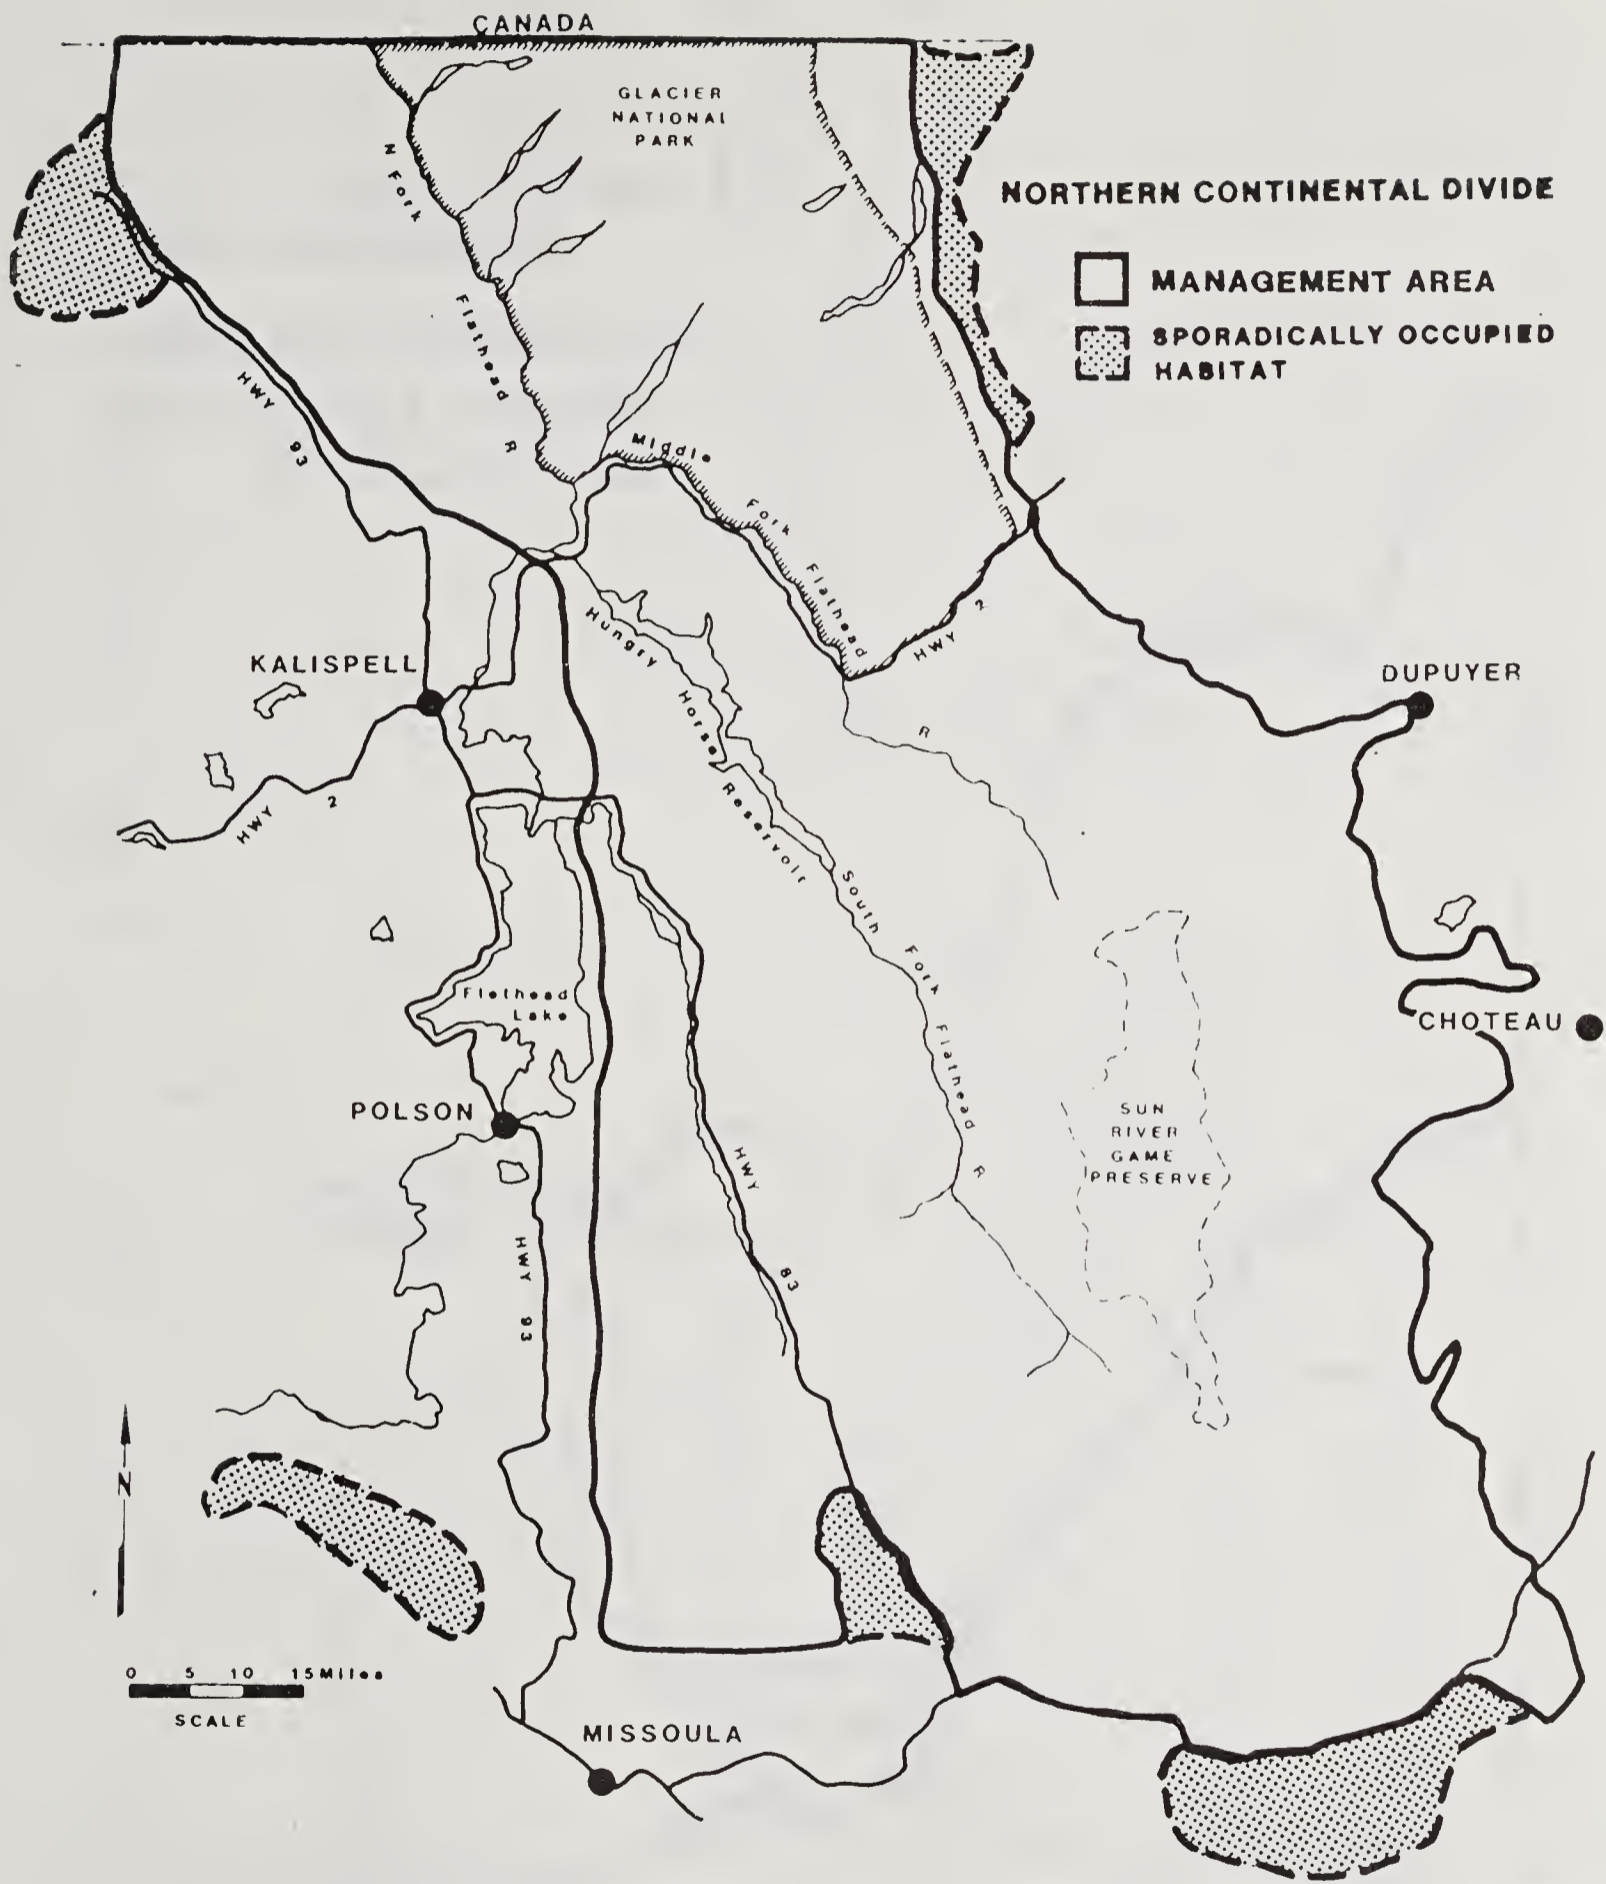 CANADA
GLACIER
NATIONAL
PARK
N Fork
Flathead R
NORTHERN CONTINENTAL DIVIDE
MANAGEMENT AREA
SPORADICALLY OCCUPIED
HABITAT
HWY 93
Middle Fork Flathead
R
HWY 2
Hungry Horse Reservoir
KALISPELL
DUPUYER
HWY 2
South Fork Flathead R
Flathead
Lake
CHOTEAU
POLSON
SUN
RIVER
GAME
PRESERVE
HWY 83
HWY 93
N
0 5 10 15 Miles
SCALE
MISSOULA